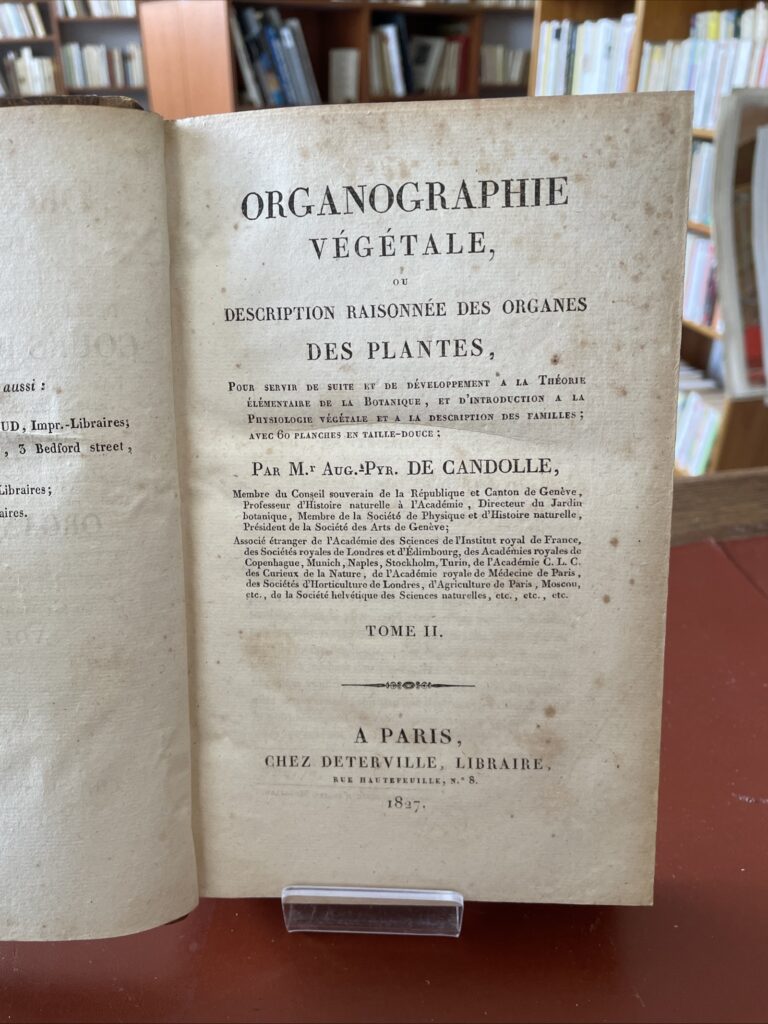 aussi :
UD, Impr.-Libraires;
, 3 Bedford street,
Libraires;
aires.
ORGANOGRAPHIE
VÉGÉTALE,
OU
DESCRIPTION RAISONNÉE DES ORGANES
DES PLANTES,
POUR SERVIR DE SUITE ET DE DÉVELOPPEMENT A LA THÉORIE
ÉLÉMENTAIRE DE LA BOTANIQUE, ET D'INTRODUCTION A LA
PHYSIOLOGIE VÉGÉTALE ET A LA DESCRIPTION DES FAMILLES;
AVEC 60 PLANCHES EN TAILLE-DOUCE;
PAR M.r AUG.-PYR. DE CANDOLLE,
Membre du Conseil souverain de la République et Canton de Genève,
Professeur d'Histoire naturelle à l'Académie, Directeur du Jardin
botanique, Membre de la Société de Physique et d'Histoire naturelle,
Président de la Société des Arts de Genève;
Associé étranger de l'Académie des Sciences de l'Institut royal de France,
des Sociétés royales de Londres et d'Édimbourg, des Académies royales de
Copenhague, Munich, Naples, Stockholm, Turin, de l'Académie C. L. C.
des Curieux de la Nature, de l'Académie royale de Médecine de Paris,
des Sociétés d'Horticulture de Londres, d'Agriculture de Paris, Moscou,
etc., de la Société helvétique des Sciences naturelles, etc., etc., etc.
TOME II.
A PARIS,
CHEZ DETERVILLE, LIBRAIRE,
RUE HAUTEFEUILLE, N.° 8.
1827.